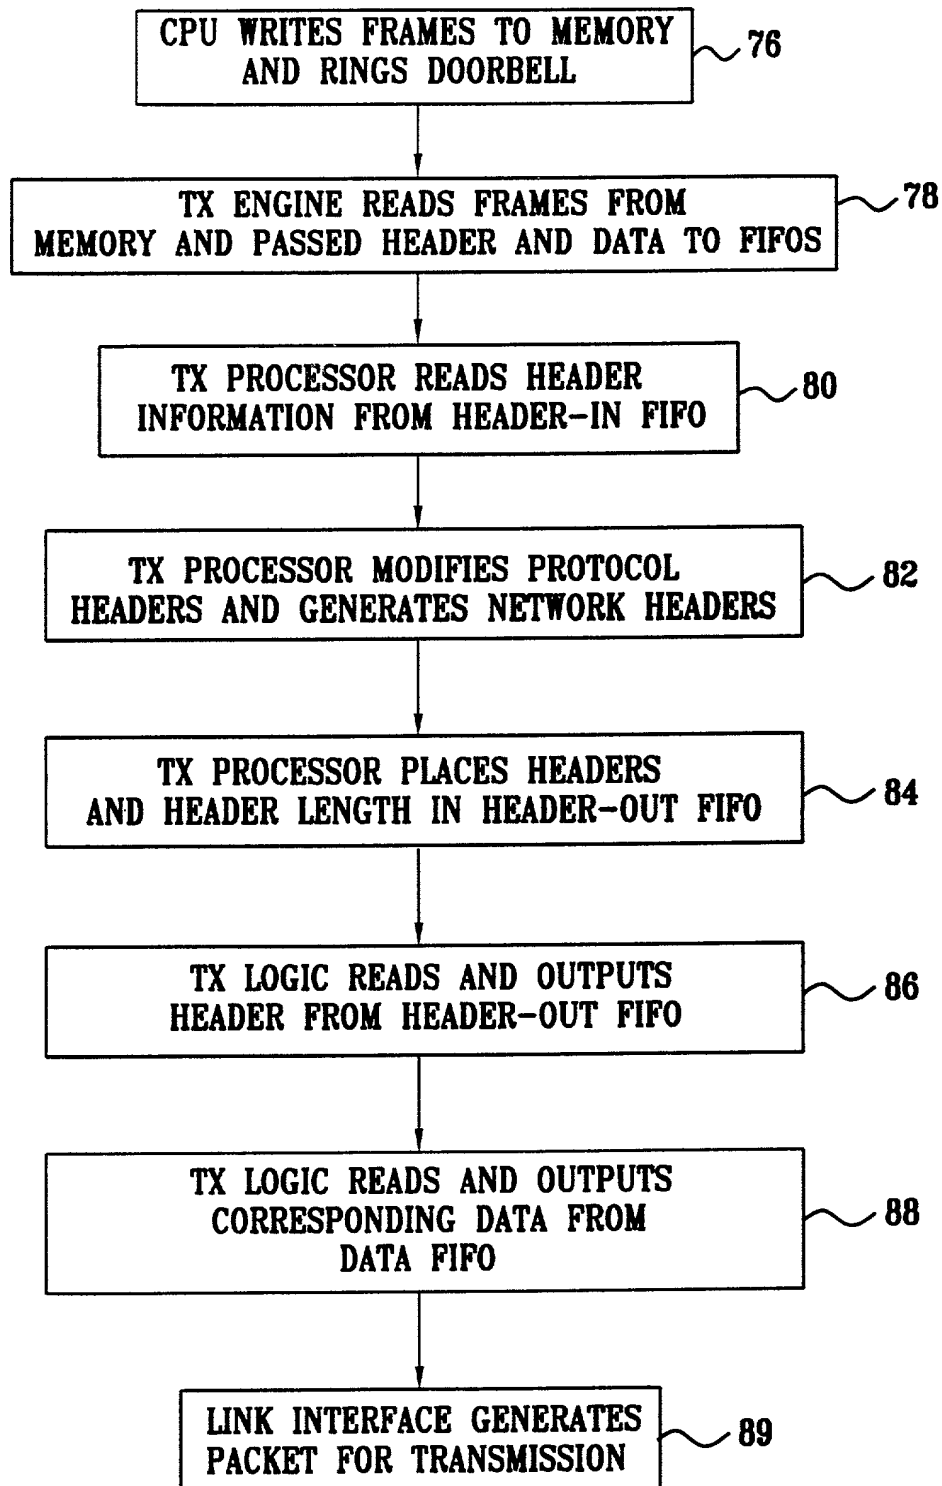 CPU WRITES FRAMES TO MEMORY
AND RINGS DOORBELL
76
TX ENGINE READS FRAMES FROM
MEMORY AND PASSED HEADER AND DATA TO FIFOS
78
TX PROCESSOR READS HEADER
INFORMATION FROM HEADER-IN FIFO
80
TX PROCESSOR MODIFIES PROTOCOL
HEADERS AND GENERATES NETWORK HEADERS
82
TX PROCESSOR PLACES HEADERS
AND HEADER LENGTH IN HEADER-OUT FIFO
84
TX LOGIC READS AND OUTPUTS
HEADER FROM HEADER-OUT FIFO
86
TX LOGIC READS AND OUTPUTS
CORRESPONDING DATA FROM
DATA FIFO
88
LINK INTERFACE GENERATES
PACKET FOR TRANSMISSION
89